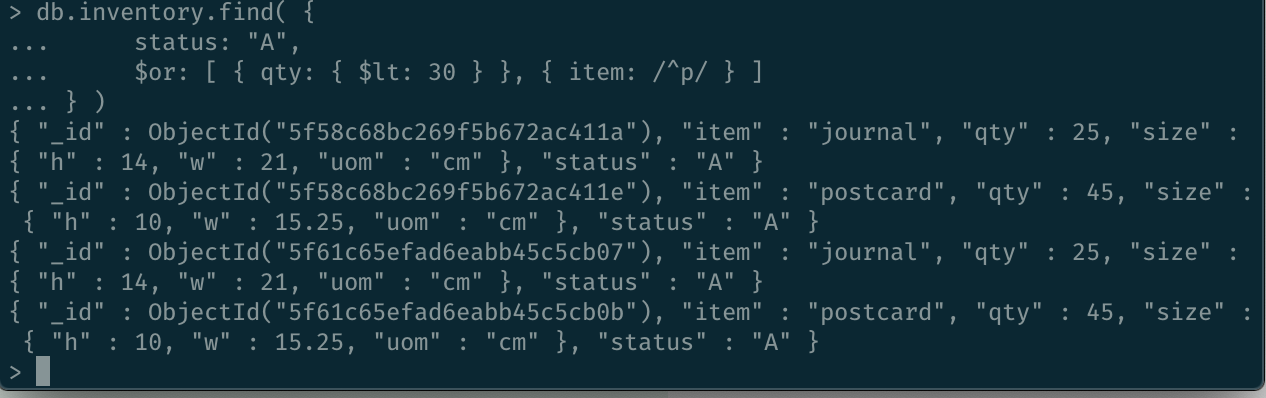 > db.inventory.find( {
...      status: "A",
...      $or: [ { qty: { $lt: 30 } }, { item: /^p/ } ]
... } )
{ "_id" : ObjectId("5f58c68bc269f5b672ac411a"), "item" : "journal", "qty" : 25, "size" :
{ "h" : 14, "w" : 21, "uom" : "cm" }, "status" : "A" }
{ "_id" : ObjectId("5f58c68bc269f5b672ac411e"), "item" : "postcard", "qty" : 45, "size" :
 { "h" : 10, "w" : 15.25, "uom" : "cm" }, "status" : "A" }
{ "_id" : ObjectId("5f61c65efad6eabb45c5cb07"), "item" : "journal", "qty" : 25, "size" :
{ "h" : 14, "w" : 21, "uom" : "cm" }, "status" : "A" }
{ "_id" : ObjectId("5f61c65efad6eabb45c5cb0b"), "item" : "postcard", "qty" : 45, "size" :
 { "h" : 10, "w" : 15.25, "uom" : "cm" }, "status" : "A" }
>